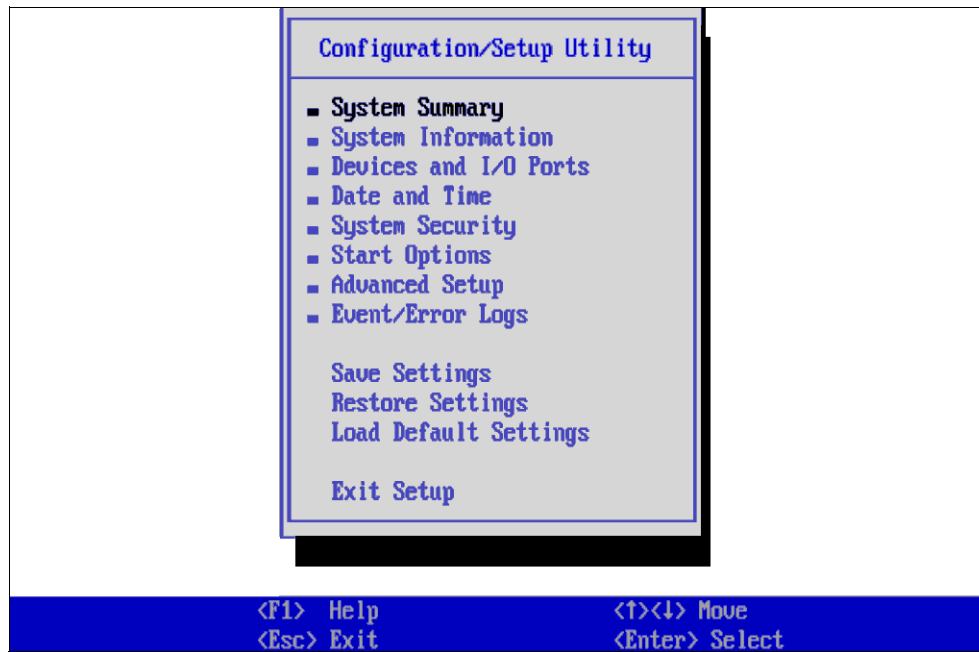 Configuration/Setup Utility
System Summary
System Information
Devices and I/O Ports
Date and Time
System Security
Start Options
Advanced Setup
Event/Error Logs
Save Settings
Restore Settings
Load Default Settings
Exit Setup
<F1> Help <↑><↓> Move
<Esc> Exit <Enter> Select